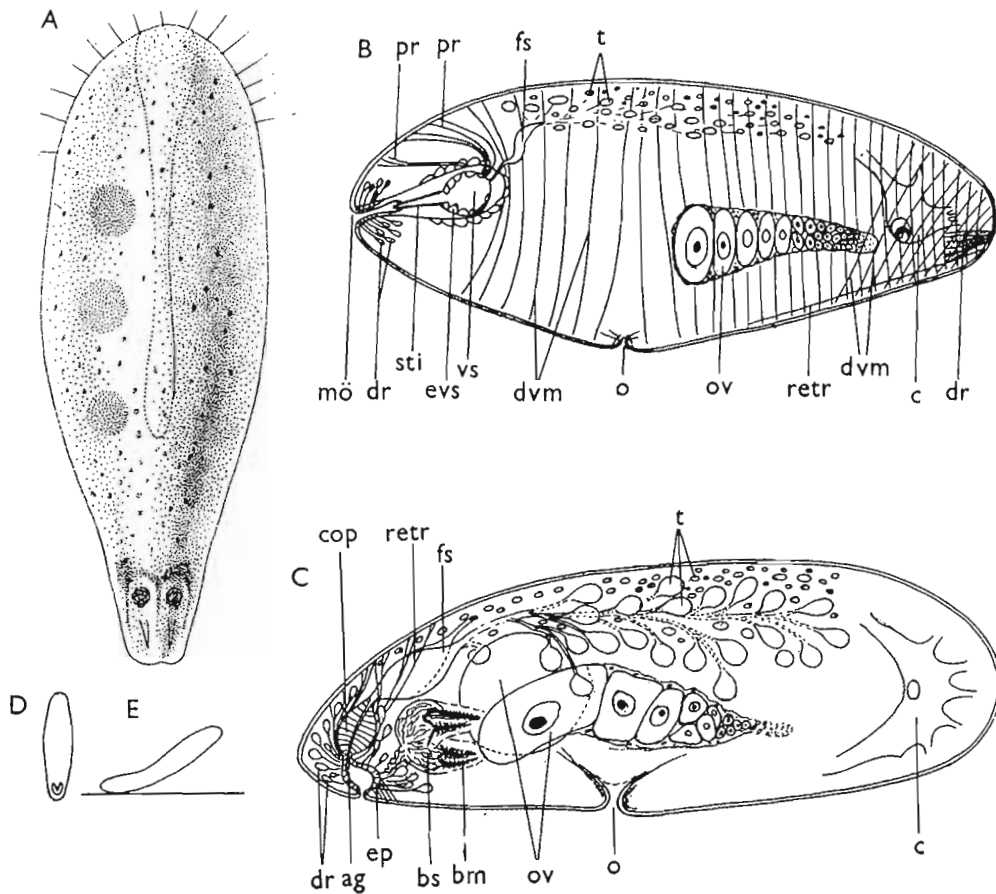 A
B
pr pr fs t
mö dr sti evs vs dvm o ov retr dvm c dr
cop retr fs t
C
D E
dr ag ep bs bm ov o c